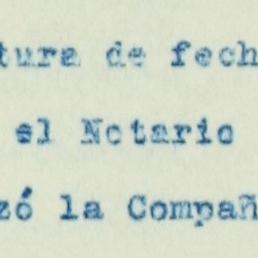 tura de fech
el Notario
zó la Compañ